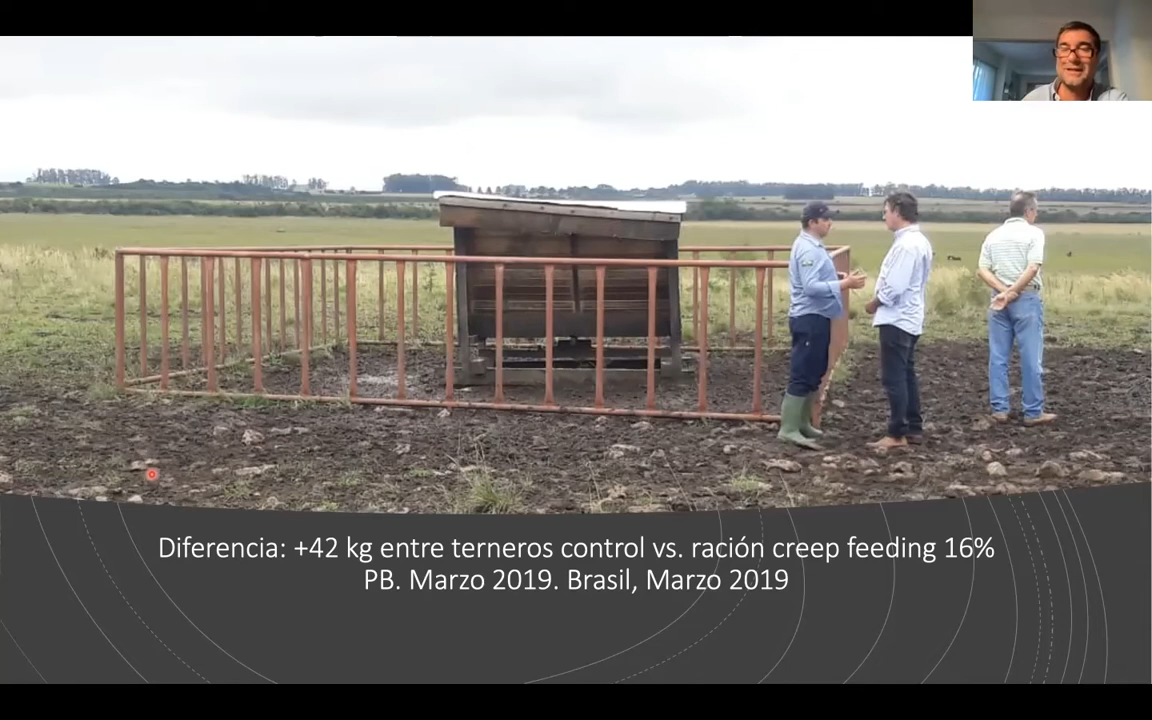 Diferencia: +42 kg entre terneros control vs. ración creep feeding 16%
PB. Marzo 2019. Brasil, Marzo 2019